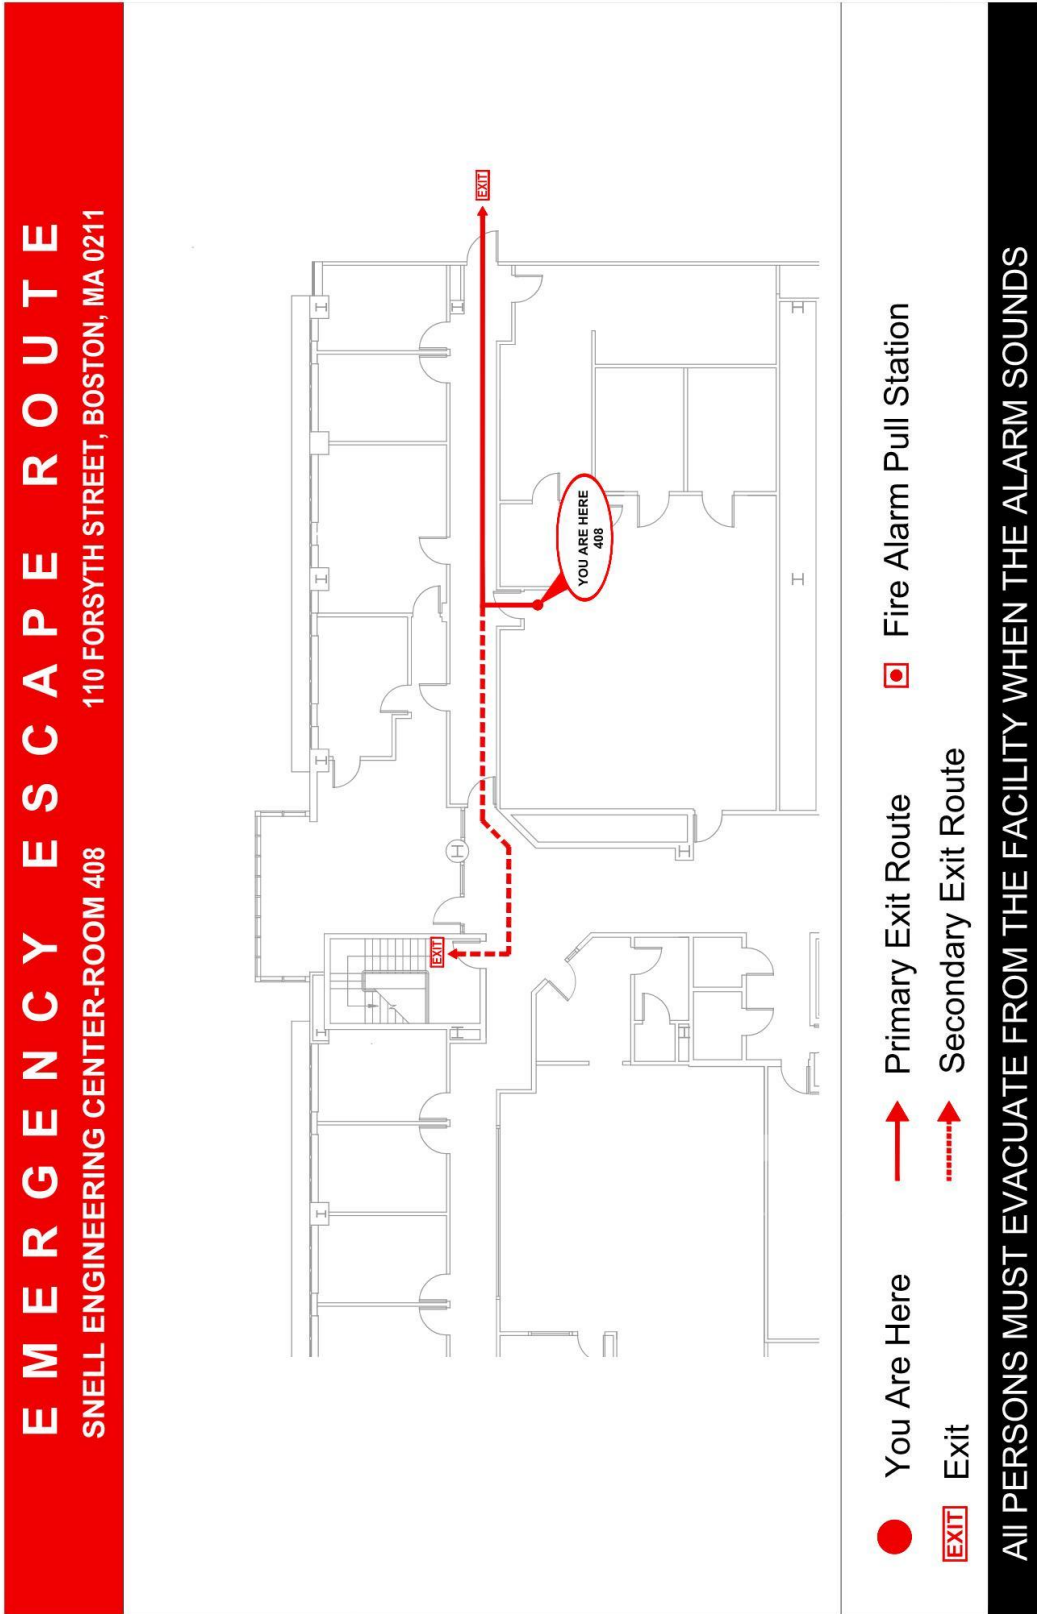 EMERGENCY ESCAPE ROUTE
SNELL ENGINEERING CENTER-ROOM 408
110 FORSYTH STREET, BOSTON, MA 0211
EXIT
EXIT
YOU ARE HERE
408
You Are Here
Primary Exit Route
Fire Alarm Pull Station
EXIT
Exit
Secondary Exit Route
All PERSONS MUST EVACUATE FROM THE FACILITY WHEN THE ALARM SOUNDS